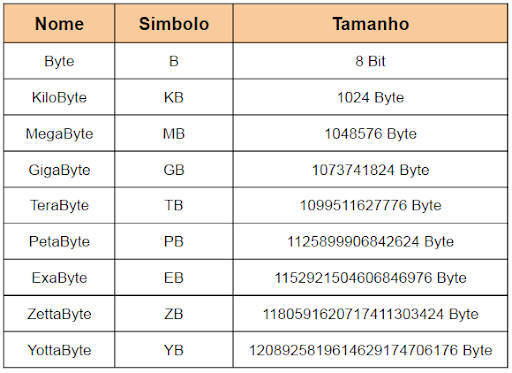 Nome Simbolo Tamanho
Byte B 8 Bit
KiloByte KB 1024 Byte
MegaByte MB 1048576 Byte
GigaByte GB 1073741824 Byte
TeraByte TB 1099511627776 Byte
PetaByte PB 1125899906842624 Byte
ExaByte EB 1152921504606846976 Byte
ZettaByte ZB 1180591620717411303424 Byte
YottaByte YB 1208925819614629174706176 Byte